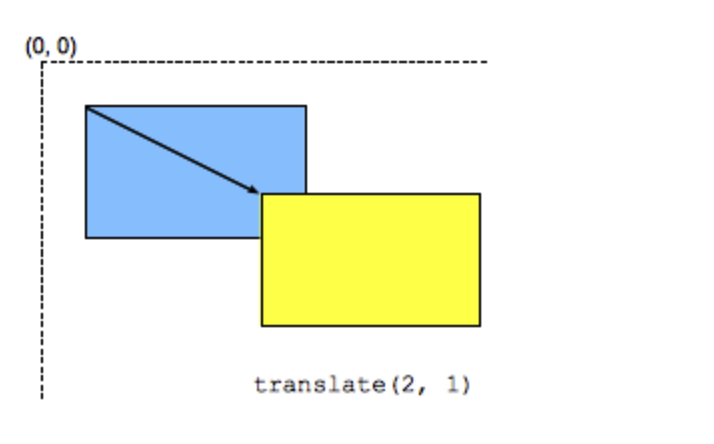 (0, 0)
translate(2, 1)